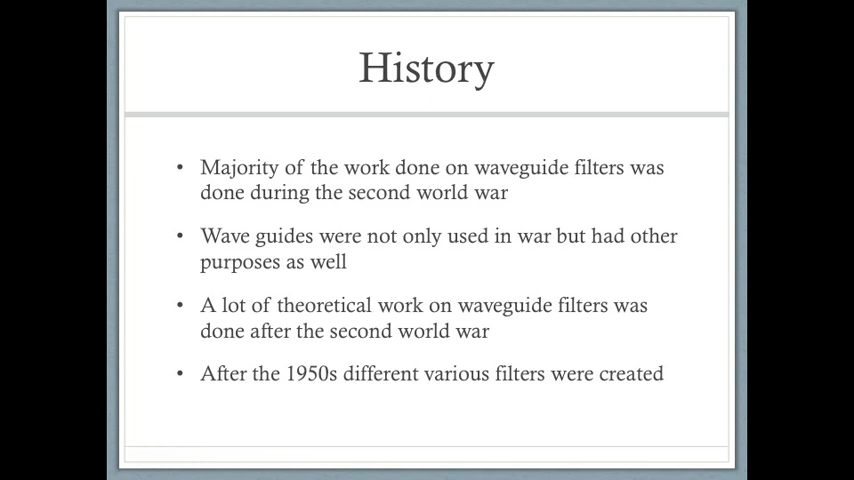 History
• Majority of the work done on waveguide filters was
done during the second world war
• Wave guides were not only used in war but had other
purposes as well
• A lot of theoretical work on waveguide filters was
done after the second world war
• After the 1950s different various filters were created